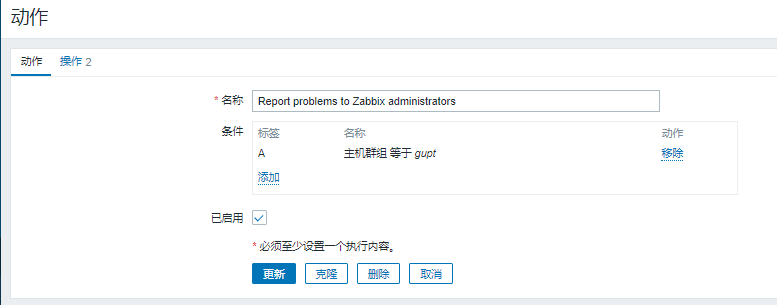 动作
动作 操作 2
* 名称 Report problems to Zabbix administrators
条件 标签 名称 动作
A 主机群组 等于 gupt 移除
添加
已启用
* 必须至少设置一个执行内容。
更新 克隆 删除 取消